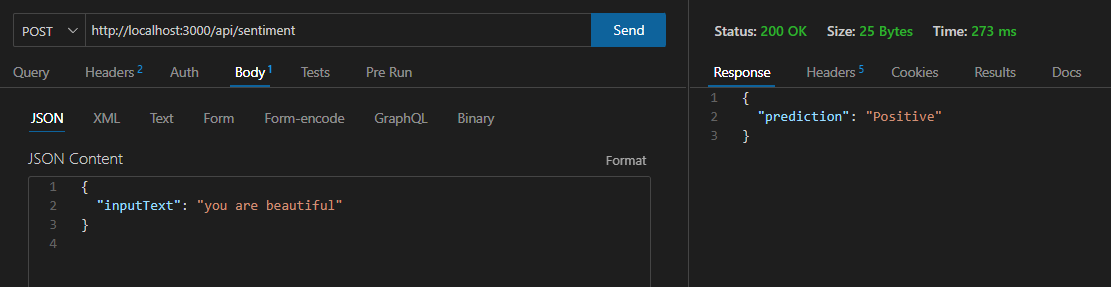 POST http://localhost:3000/api/sentiment Send
Query Headers 2 Auth Body 1 Tests Pre Run
JSON XML Text Form Form-encode GraphQL Binary
JSON Content Format
1 {
2 "inputText": "you are beautiful"
3 }
4
Status: 200 OK Size: 25 Bytes Time: 273 ms
Response Headers 5 Cookies Results Docs
1 {
2 "prediction": "Positive"
3 }